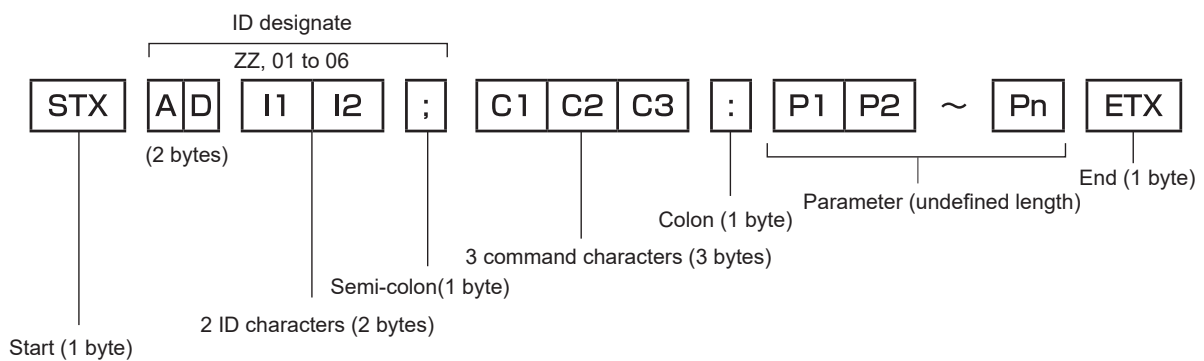 ID designate
ZZ, 01 to 06
STX A D I1 I2 ; C1 C2 C3 : P1 P2 ～ Pn ETX
(2 bytes)
End (1 byte)
Parameter (undefined length)
Colon (1 byte)
3 command characters (3 bytes)
Semi-colon(1 byte)
2 ID characters (2 bytes)
Start (1 byte)